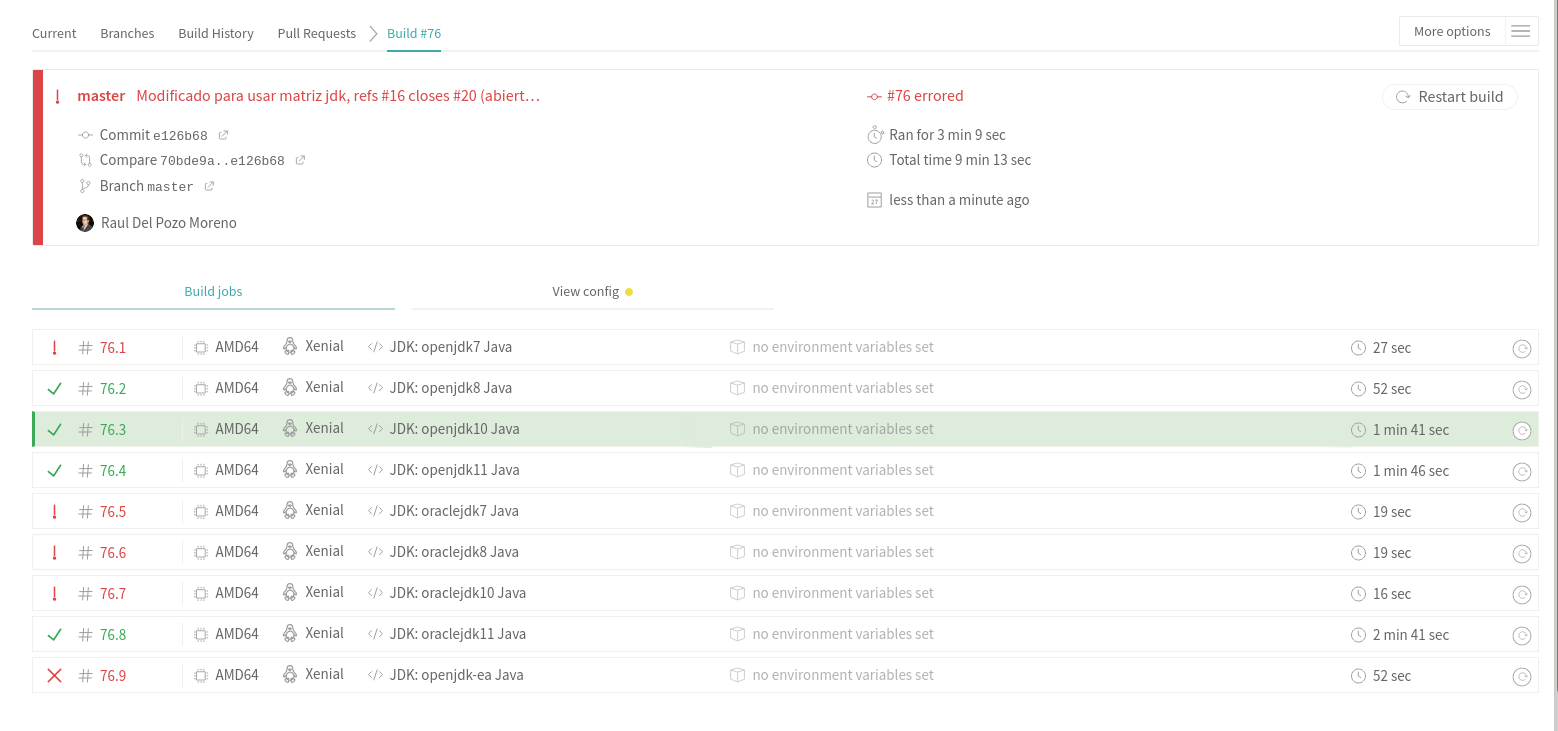 Current Branches Build History Pull Requests Build #76 More options
master Modificado para usar matriz jdk, refs #16 closes #20 (abiert… #76 errored Restart build
Commit e126b68 Ran for 3 min 9 sec
Compare 70bde9a..e126b68 Total time 9 min 13 sec
Branch master
27 less than a minute ago
Raul Del Pozo Moreno
Build jobs View config
# 76.1 AMD64 Xenial </> JDK: openjdk7 Java no environment variables set 27 sec
# 76.2 AMD64 Xenial </> JDK: openjdk8 Java no environment variables set 52 sec
# 76.3 AMD64 Xenial </> JDK: openjdk10 Java no environment variables set 1 min 41 sec
# 76.4 AMD64 Xenial </> JDK: openjdk11 Java no environment variables set 1 min 46 sec
# 76.5 AMD64 Xenial </> JDK: oraclejdk7 Java no environment variables set 19 sec
# 76.6 AMD64 Xenial </> JDK: oraclejdk8 Java no environment variables set 19 sec
# 76.7 AMD64 Xenial </> JDK: oraclejdk10 Java no environment variables set 16 sec
# 76.8 AMD64 Xenial </> JDK: oraclejdk11 Java no environment variables set 2 min 41 sec
# 76.9 AMD64 Xenial </> JDK: openjdk-ea Java no environment variables set 52 sec